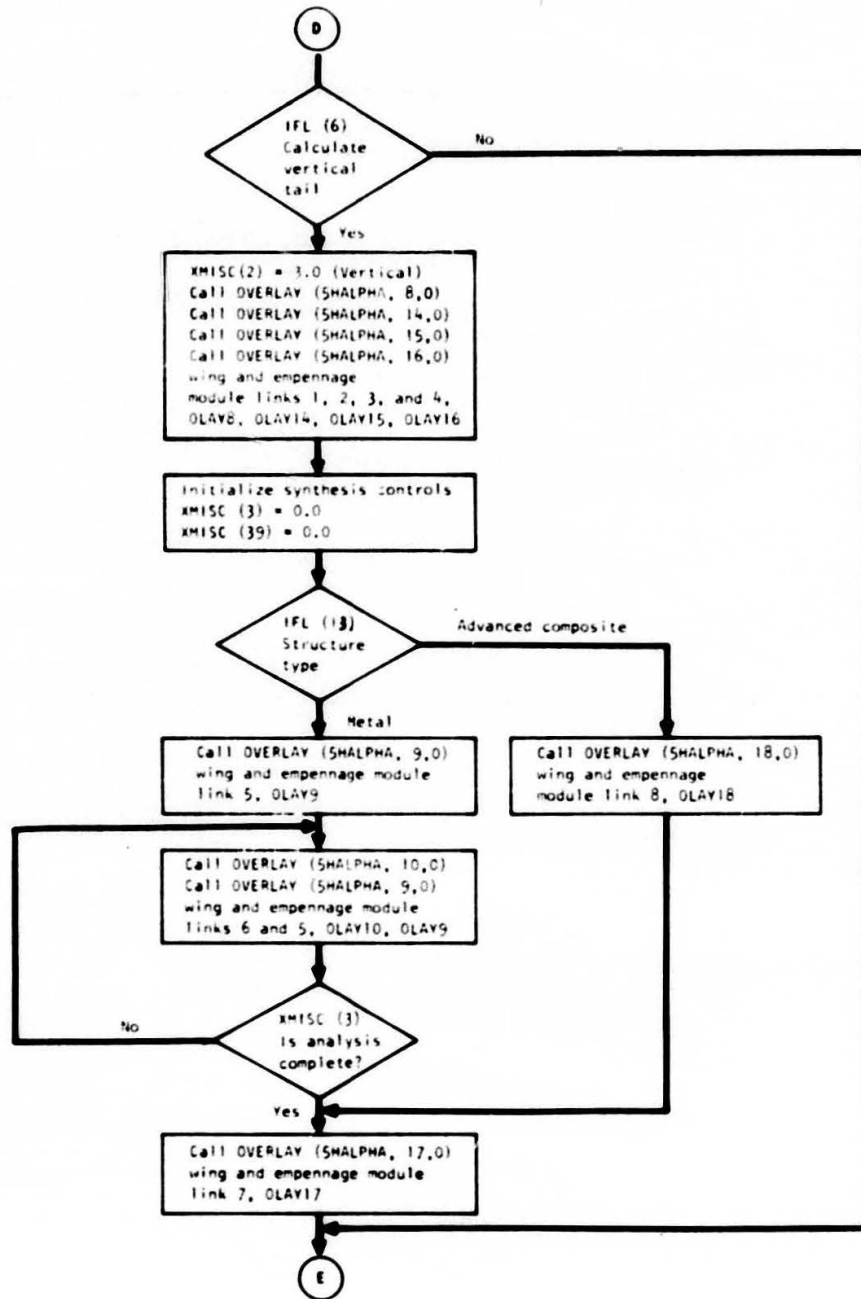 D
IFL (6)
Calculate
vertical
tail
No
Yes
XMISC(2) = 3.0 (Vertical)
Call OVERLAY (5HALPHA, 8,0)
Call OVERLAY (5HALPHA, 14,0)
Call OVERLAY (5HALPHA, 15,0)
Call OVERLAY (5HALPHA, 16,0)
wing and empennage
module links 1, 2, 3, and 4,
OLAY8, OLAY14, OLAY15, OLAY16
Initialize synthesis controls
XMISC (3) = 0.0
XMISC (39) = 0.0
IFL (13)
Structure
type
Advanced composite
Metal
Call OVERLAY (5HALPHA, 9,0)
wing and empennage module
link 5, OLAY9
Call OVERLAY (5HALPHA, 18,0)
wing and empennage
module link 8, OLAY18
Call OVERLAY (5HALPHA, 10,0)
Call OVERLAY (5HALPHA, 9,0)
wing and empennage module
links 6 and 5, OLAY10, OLAY9
XMISC (3)
Is analysis
complete?
No
Yes
Call OVERLAY (5HALPHA, 17,0)
wing and empennage module
link 7, OLAY17
E